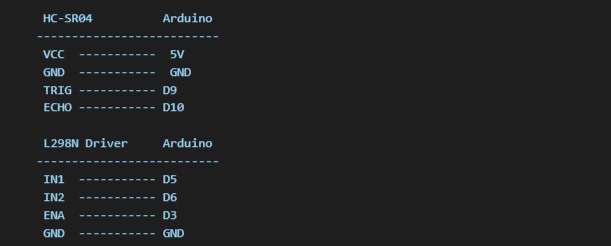 HC-SR04          Arduino
--------------------------
VCC  -----------  5V
GND  -----------  GND
TRIG ----------- D9
ECHO ----------- D10
L298N Driver     Arduino
--------------------------
IN1  ----------- D5
IN2  ----------- D6
ENA  ----------- D3
GND  ----------- GND